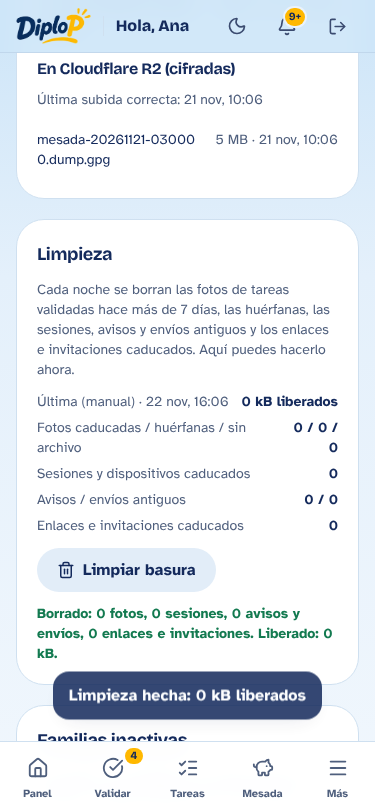 DiploP
Hola, Ana
9+
En Cloudflare R2 (cifradas)
Última subida correcta: 21 nov, 10:06
mesada-20261121-03000 5 MB · 21 nov, 10:06
0.dump.gpg
Limpieza
Cada noche se borran las fotos de tareas
validadas hace más de 7 días, las huérfanas, las
sesiones, avisos y envíos antiguos y los enlaces
e invitaciones caducados. Aquí puedes hacerlo
ahora.
Última (manual) · 22 nov, 16:06 0 kB liberados
Fotos caducadas / huérfanas / sin 0 / 0 /
archivo 0
Sesiones y dispositivos caducados 0
Avisos / envíos antiguos 0 / 0
Enlaces e invitaciones caducados 0
Limpiar basura
Borrado: 0 fotos, 0 sesiones, 0 avisos y
envíos, 0 enlaces e invitaciones. Liberado: 0
kB.
Limpieza hecha: 0 kB liberados
Familias inactivas
4
Panel Validar Tareas Mesada Más